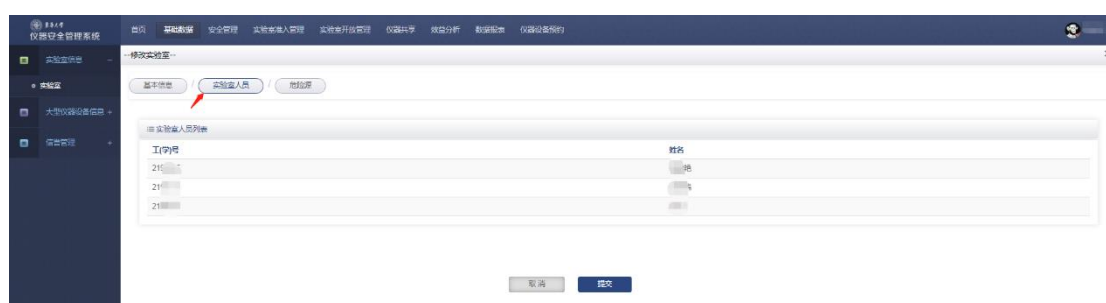 仪器安全管理系统
首页 基础数据 安全管理 实验室准入管理 实验室开放管理 仪器共享 效益分析 数据报表 仪器设备预约
实验室信息 -
--修改实验室--
实验室
基本信息 / 实验室人员 / 危险源
大型仪器设备信息 +
信息管理 +
实验室人员列表
工(学)号 姓名
21
21
21
取消 提交